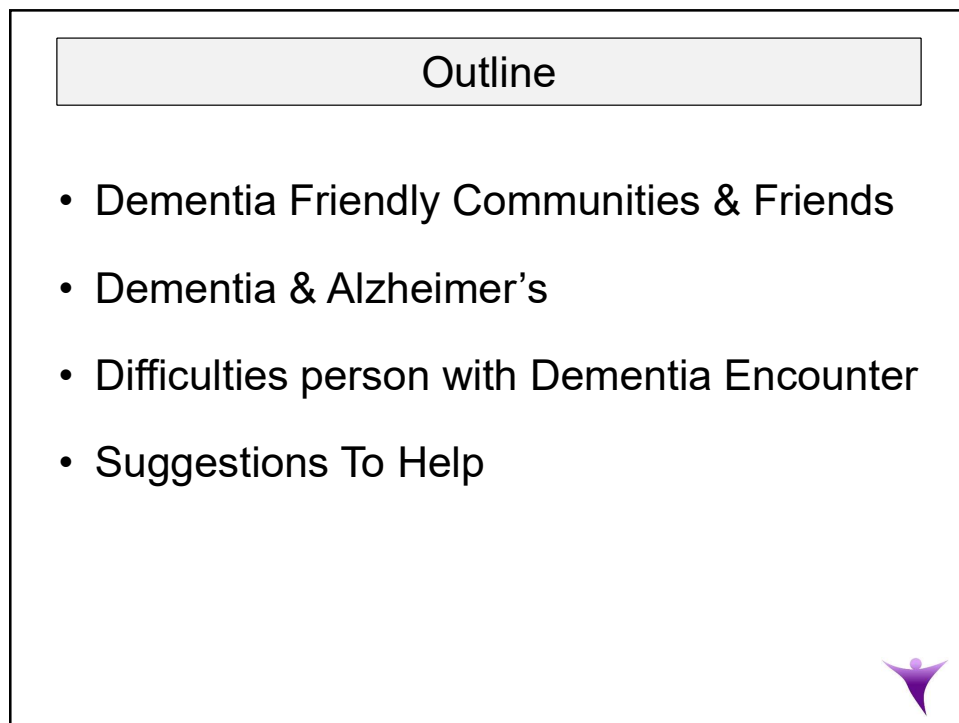 Outline
• Dementia Friendly Communities & Friends
• Dementia & Alzheimer’s
• Difficulties person with Dementia Encounter
• Suggestions To Help